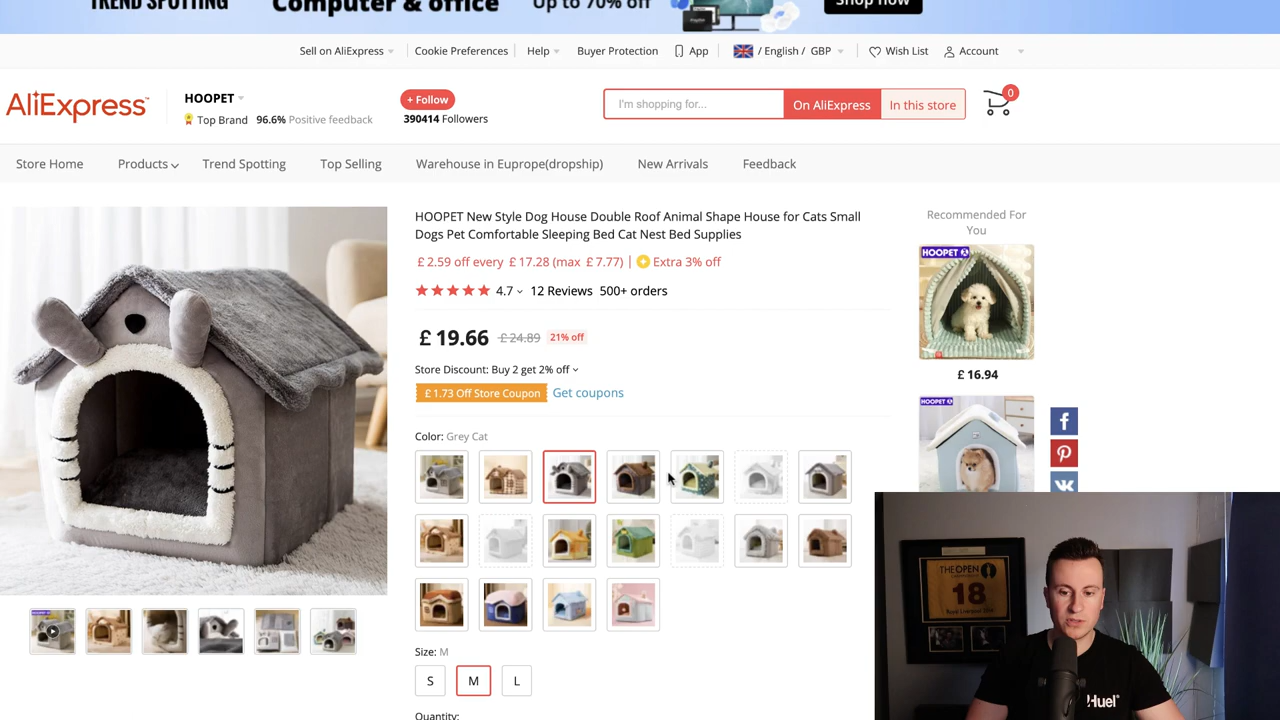 TREND SPOTTING
Computer & office
Up to 70% off
Shop now
Sell on AliExpress
Cookie Preferences
Help
Buyer Protection
App
/ English / GBP
Wish List
Account
AliExpress
HOOPET
Top Brand 96.6% Positive feedback
+ Follow
390414 Followers
I'm shopping for...
On AliExpress
In this store
0
Store Home
Products
Trend Spotting
Top Selling
Warehouse in Euprope(dropship)
New Arrivals
Feedback
HOOPET New Style Dog House Double Roof Animal Shape House for Cats Small
Dogs Pet Comfortable Sleeping Bed Cat Nest Bed Supplies
£ 2.59 off every £ 17.28 (max £ 7.77) | Extra 3% off
4.7 12 Reviews 500+ orders
£ 19.66 £ 24.89 21% off
Store Discount: Buy 2 get 2% off
£ 1.73 Off Store Coupon Get coupons
Color: Grey Cat
Size: M
S M L
Quantity:
Recommended For
You
HOOPET
£ 16.94
HOOPET
THE OPEN
18
Huel